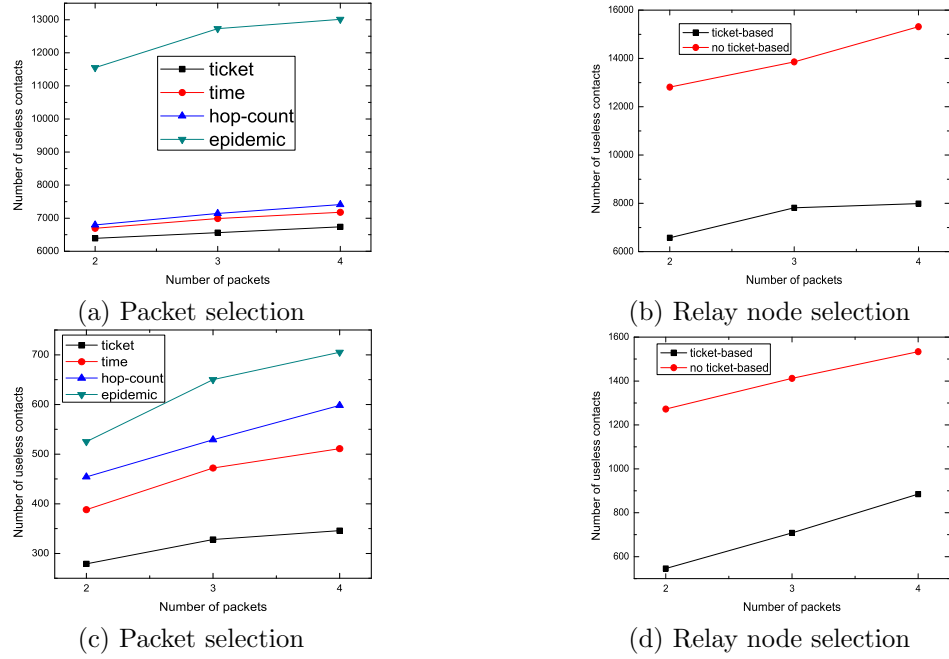 13000
12000
11000
10000
9000
8000
7000
6000
Number of useless contacts
ticket
time
hop-count
epidemic
2 3 4
Number of packets
(a) Packet selection
16000
14000
12000
10000
8000
6000
Number of useless contacts
ticket-based
no ticket-based
2 3 4
Number of packets
(b) Relay node selection
700
600
500
400
300
Number of useless contacts
ticket
time
hop-count
epidemic
2 3 4
Number of packets
(c) Packet selection
1600
1400
1200
1000
800
600
Number of useless contacts
ticket-based
no ticket-based
2 3 4
Number of packets
(d) Relay node selection